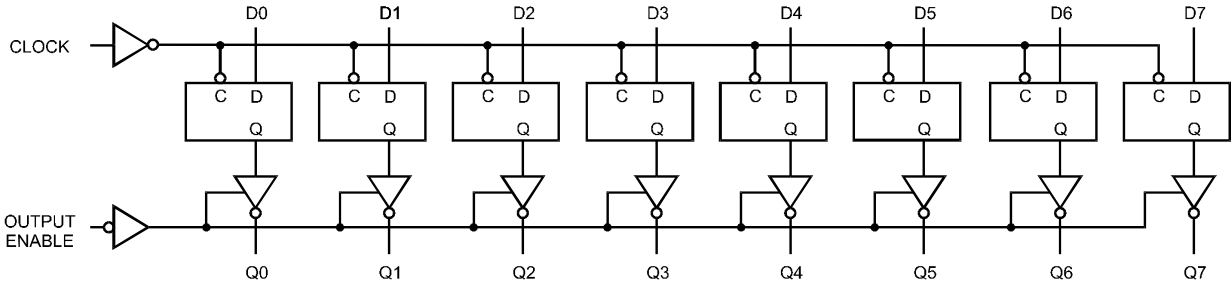 D0 D1 D2 D3 D4 D5 D6 D7
CLOCK
C D C D C D C D C D C D C D C D
Q Q Q Q Q Q Q Q
OUTPUT
ENABLE
Q0 Q1 Q2 Q3 Q4 Q5 Q6 Q7